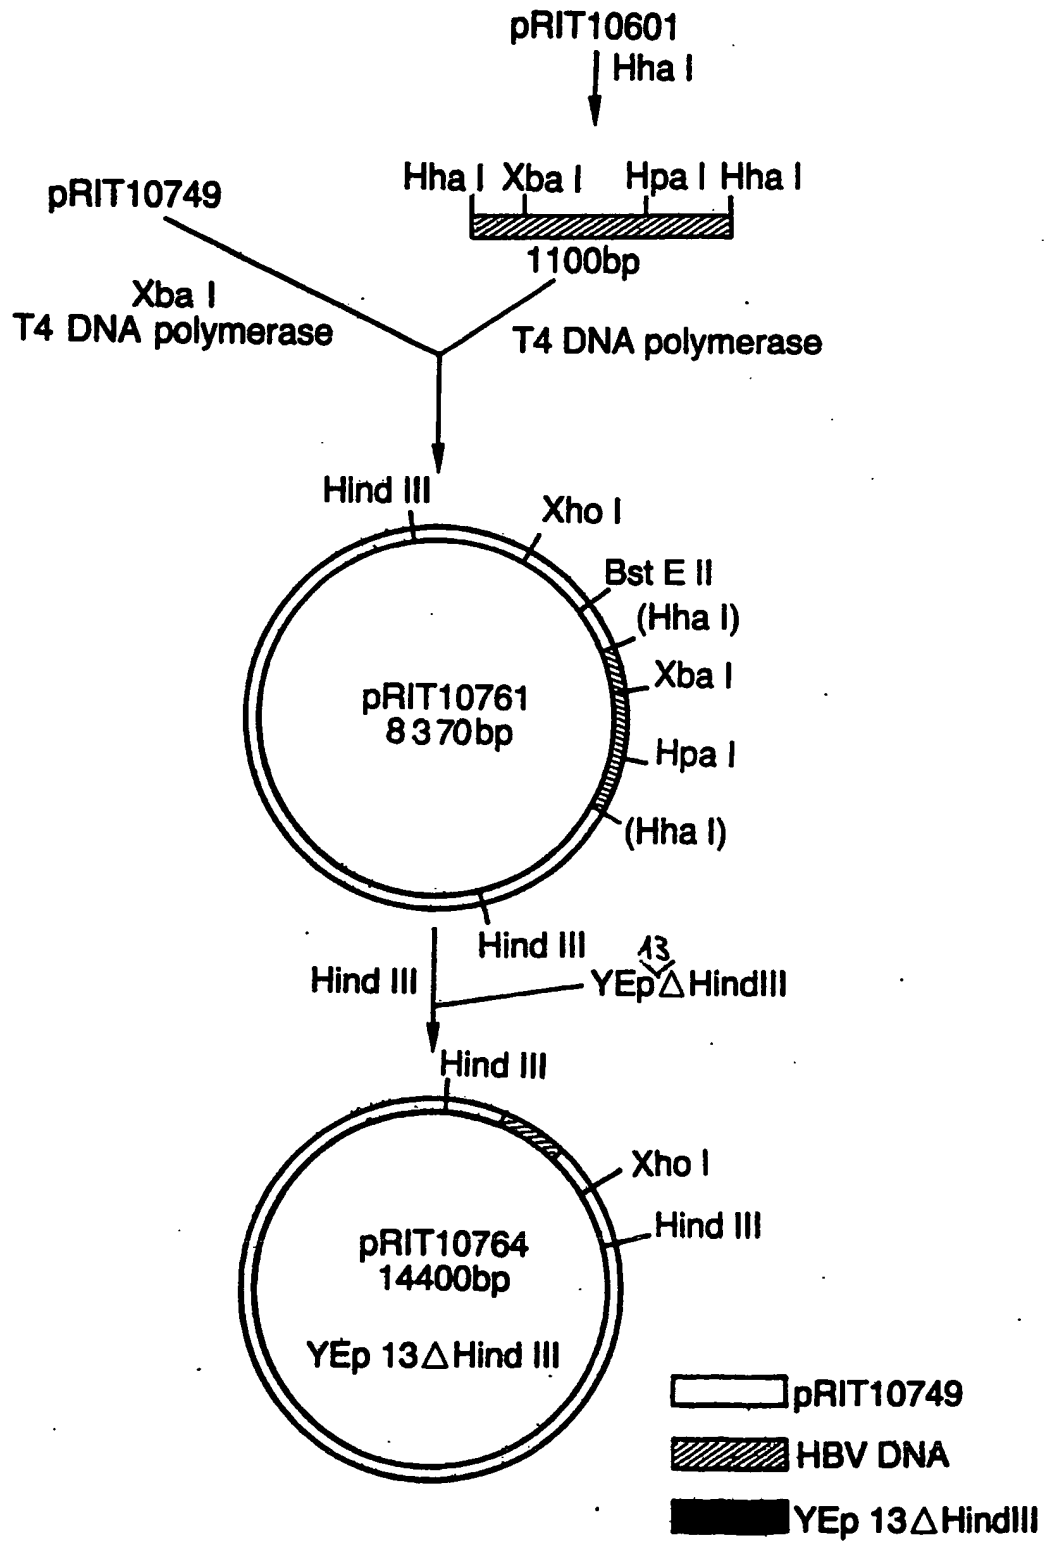 pRIT10601
Hha I
Hha I Xba I Hpa I Hha I
pRIT10749
1100bp
Xba I
T4 DNA polymerase
T4 DNA polymerase
Hind III
Xho I
Bst E II
(Hha I)
Xba I
pRIT10761
8370bp
Hpa I
(Hha I)
Hind III
Hind III
13
YEp △ HindIII
Hind III
Xho I
Hind III
pRIT10764
14400bp
YEp 13△Hind III
pRIT10749
HBV DNA
YEp 13△HindIII